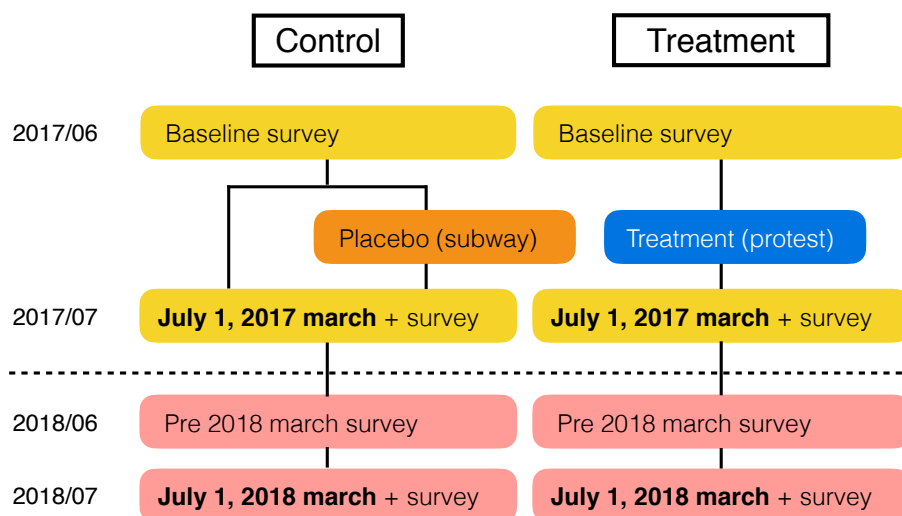 Control Treatment
2017/06 Baseline survey Baseline survey
Placebo (subway) Treatment (protest)
2017/07 July 1, 2017 march + survey July 1, 2017 march + survey
2018/06 Pre 2018 march survey Pre 2018 march survey
2018/07 July 1, 2018 march + survey July 1, 2018 march + survey